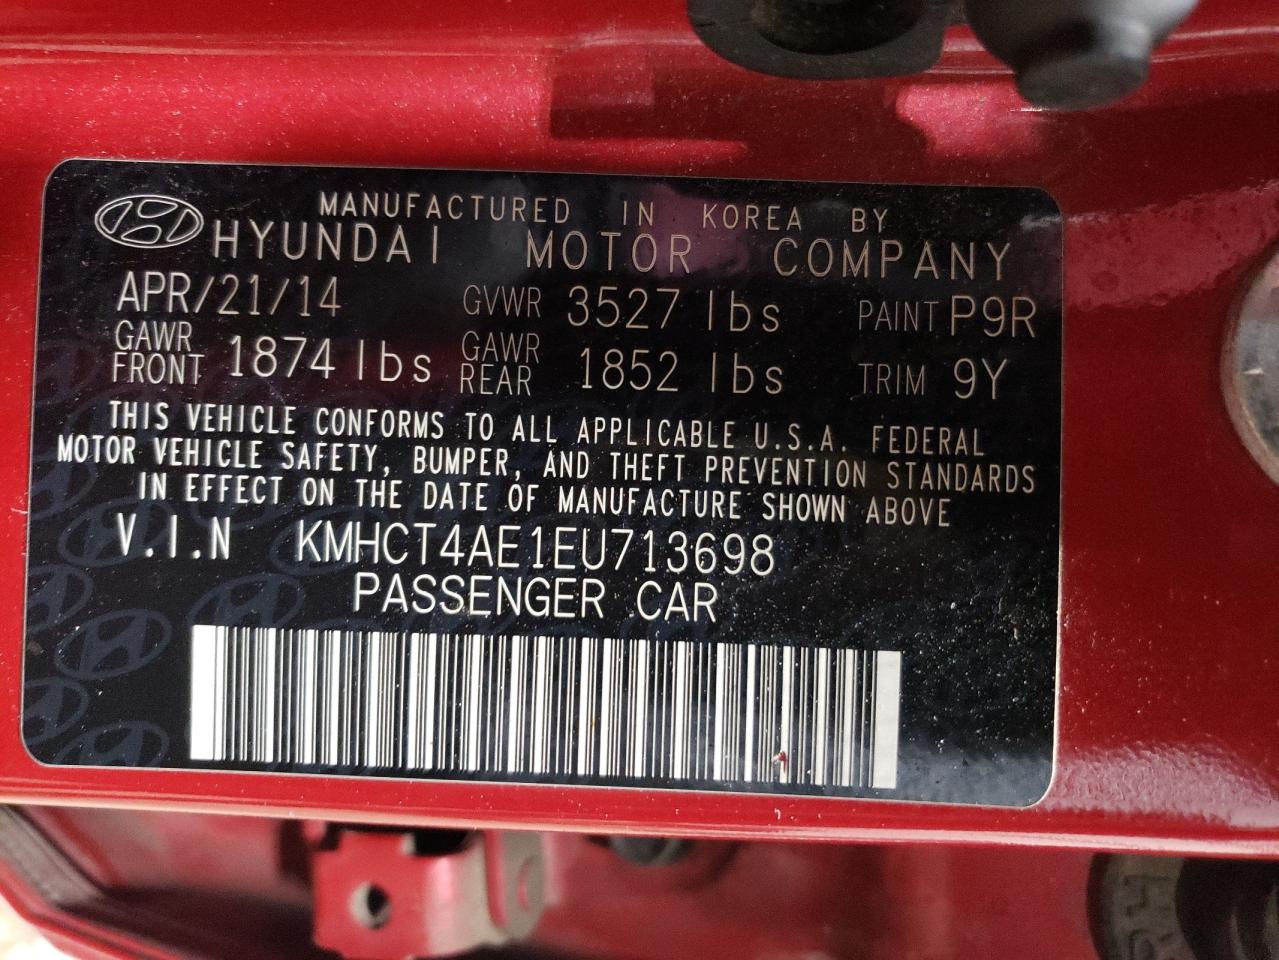 MANUFACTURED IN KOREA BY
HYUNDAI MOTOR COMPANY
APR/21/14 GVWR 3527 lbs PAINT P9R
GAWR FRONT 1874 lbs GAWR REAR 1852 lbs TRIM 9Y
THIS VEHICLE CONFORMS TO ALL APPLICABLE U.S.A. FEDERAL
MOTOR VEHICLE SAFETY, BUMPER, AND THEFT PREVENTION STANDARDS
IN EFFECT ON THE DATE OF MANUFACTURE SHOWN ABOVE
V.I.N KMHCT4AE1EU713698
PASSENGER CAR